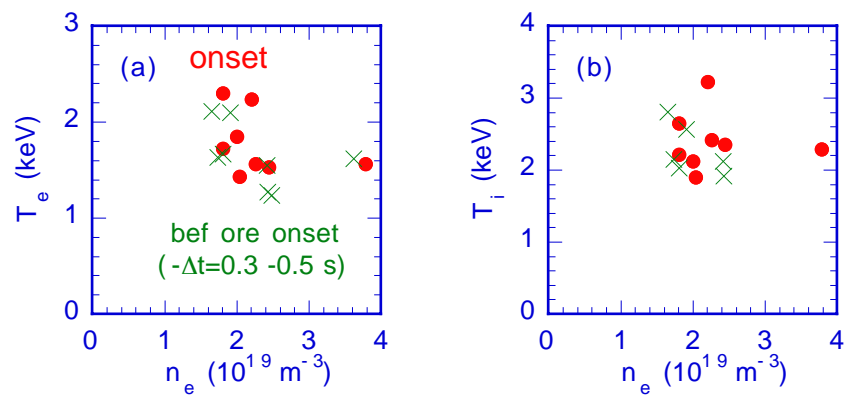 3
2
1
0
T_e (keV)
(a)
onset
bef ore onset
( -Δt=0.3 -0.5 s)
0 1 2 3 4
n_e (10^{19} m^{-3})
4
3
2
1
0
T_i (keV)
(b)
0 1 2 3 4
n_e (10^{19} m^{-3})